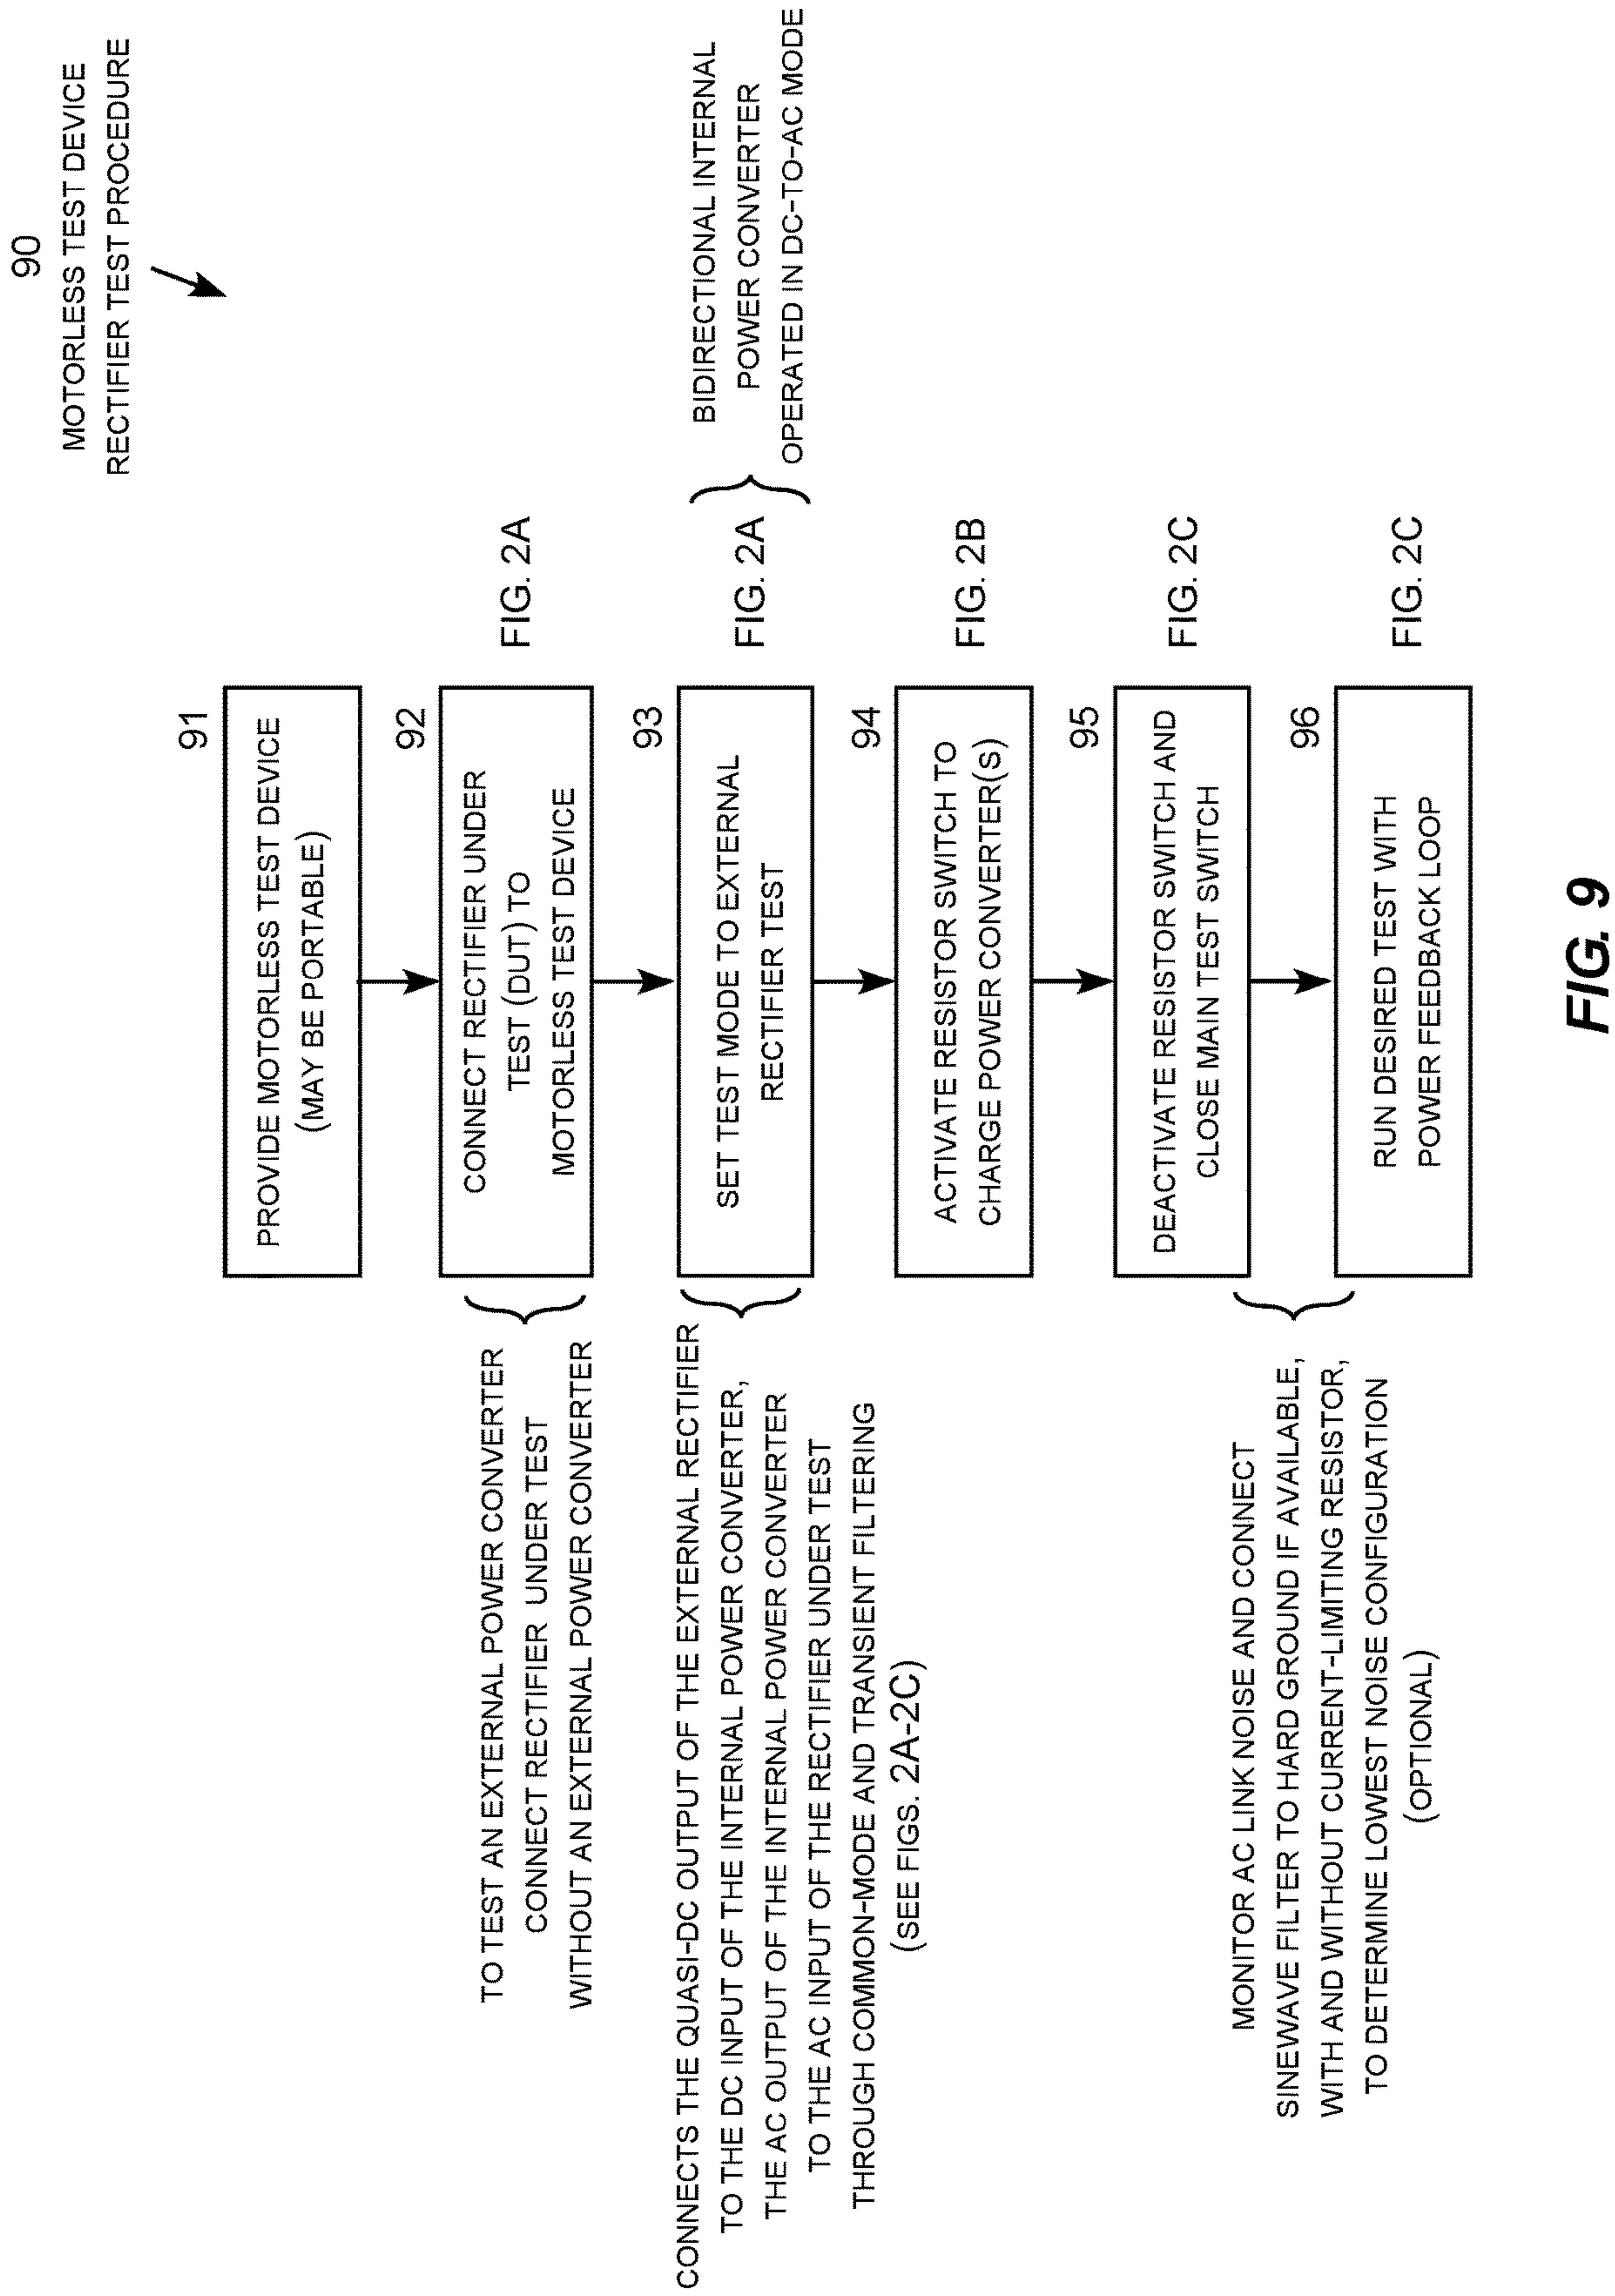 90
MOTORLESS TEST DEVICE
RECTIFIER TEST PROCEDURE
91
PROVIDE MOTORLESS TEST DEVICE
(MAY BE PORTABLE)
TO TEST AN EXTERNAL POWER CONVERTER
CONNECT RECTIFIER UNDER TEST
WITHOUT AN EXTERNAL POWER CONVERTER
92
CONNECT RECTIFIER UNDER
TEST (DUT) TO
MOTORLESS TEST DEVICE
FIG. 2A
CONNECTS THE QUASI-DC OUTPUT OF THE EXTERNAL RECTIFIER
TO THE DC INPUT OF THE INTERNAL POWER CONVERTER,
THE AC OUTPUT OF THE INTERNAL POWER CONVERTER
TO THE AC INPUT OF THE RECTIFIER UNDER TEST
THROUGH COMMON-MODE AND TRANSIENT FILTERING
(SEE FIGS. 2A-2C)
93
SET TEST MODE TO EXTERNAL
RECTIFIER TEST
FIG. 2A
BIDIRECTIONAL INTERNAL
POWER CONVERTER
OPERATED IN DC-TO-AC MODE
94
ACTIVATE RESISTOR SWITCH TO
CHARGE POWER CONVERTER(S)
FIG. 2B
95
DEACTIVATE RESISTOR SWITCH AND
CLOSE MAIN TEST SWITCH
FIG. 2C
MONITOR AC LINK NOISE AND CONNECT
SINEWAVE FILTER TO HARD GROUND IF AVAILABLE,
WITH AND WITHOUT CURRENT-LIMITING RESISTOR,
TO DETERMINE LOWEST NOISE CONFIGURATION
(OPTIONAL)
96
RUN DESIRED TEST WITH
POWER FEEDBACK LOOP
FIG. 2C
FIG. 9